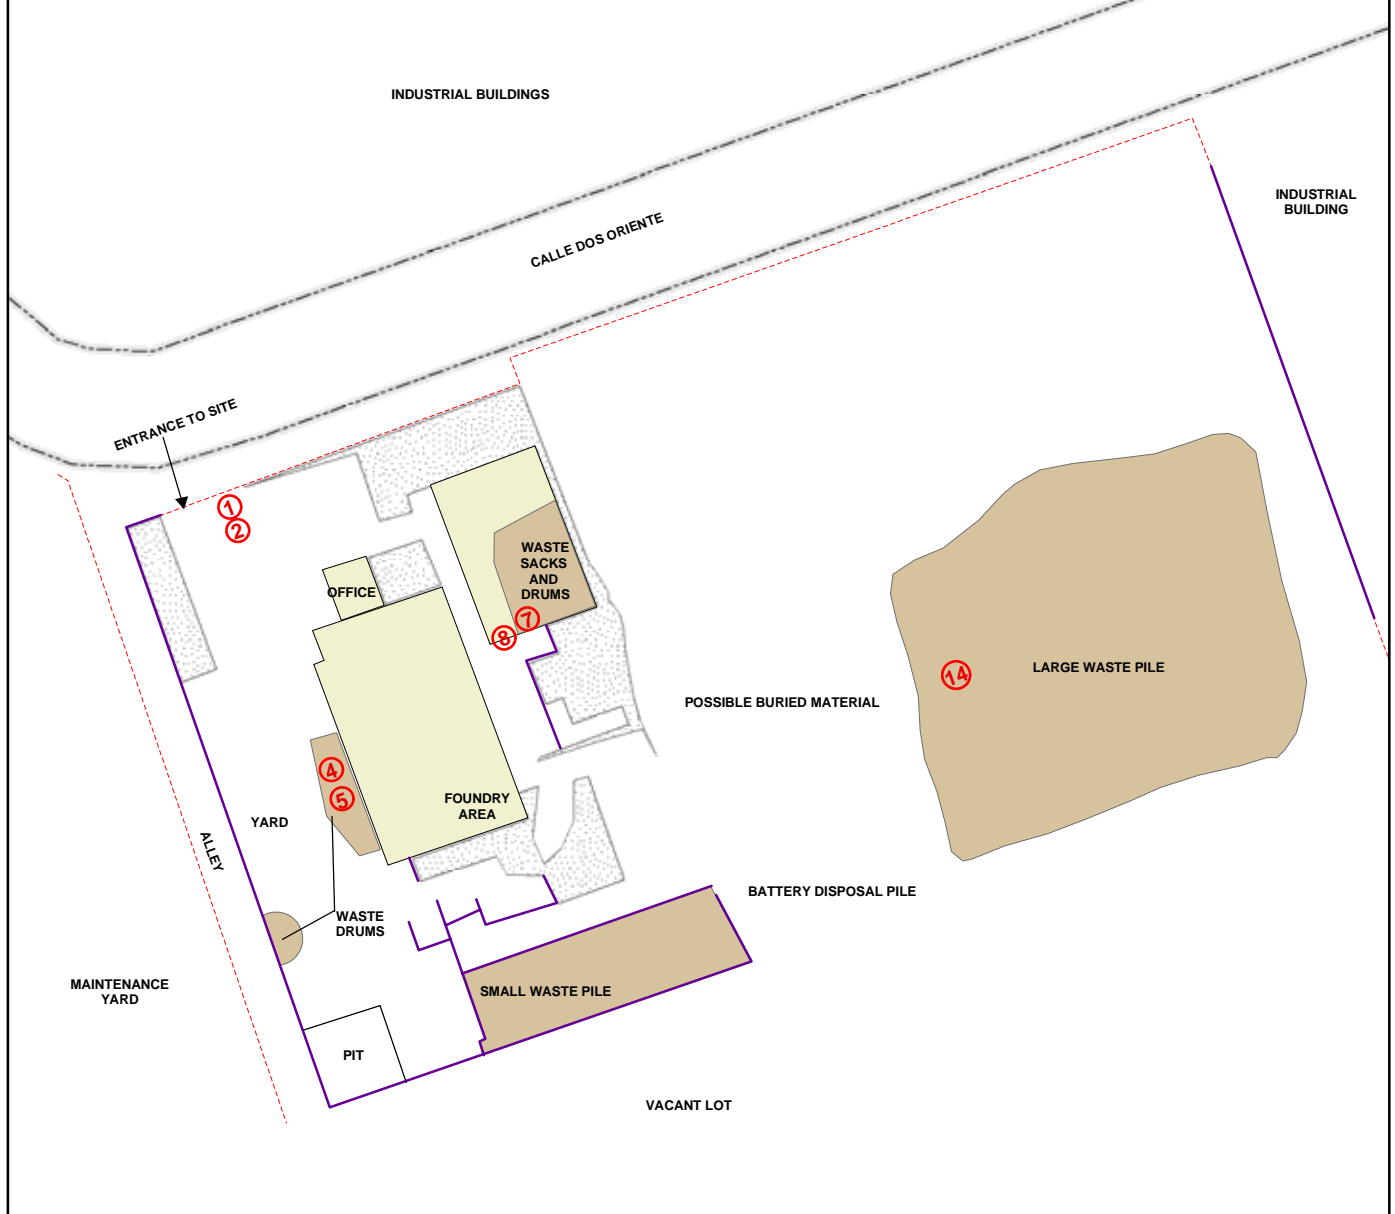 INDUSTRIAL BUILDINGS
INDUSTRIAL
BUILDING
CALLE DOS ORIENTE
ENTRANCE TO SITE
1
2
WASTE
SACKS
AND
DRUMS
OFFICE
7
8
LARGE WASTE PILE
14
POSSIBLE BURIED MATERIAL
4
5
FOUNDRY
AREA
YARD
ALLEY
BATTERY DISPOSAL PILE
WASTE
DRUMS
MAINTENANCE
YARD
SMALL WASTE PILE
PIT
VACANT LOT